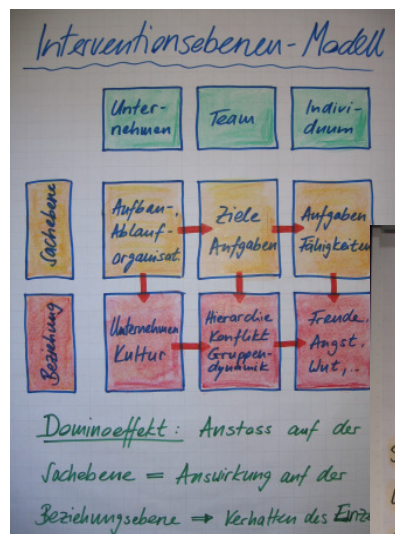 Interventionsebenen-Modell
Unter-
nehmen
Team
Indivi-
duum
Sachebene
Aufbau-,
Ablauf-
organisat.
Ziele
Aufgaben
Aufgaben
Fähigkeiten
Beziehung
Unternehmen
Kultur
Hierarchie
Konflikt
Gruppen-
dynamik
Freude,
Angst,
Wut,..
Dominoeffekt: Anstoss auf der
Sachebene = Auswirkung auf der
Beziehungsebene ⇒ Verhalten des